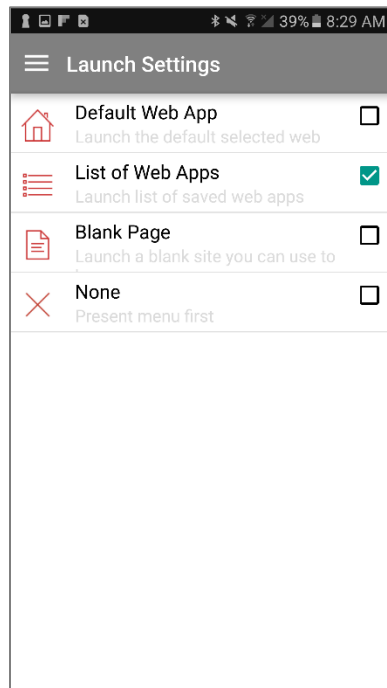 39% 8:29 AM
Launch Settings
Default Web App
Launch the default selected web
List of Web Apps
Launch list of saved web apps
Blank Page
Launch a blank site you can use to
None
Present menu first